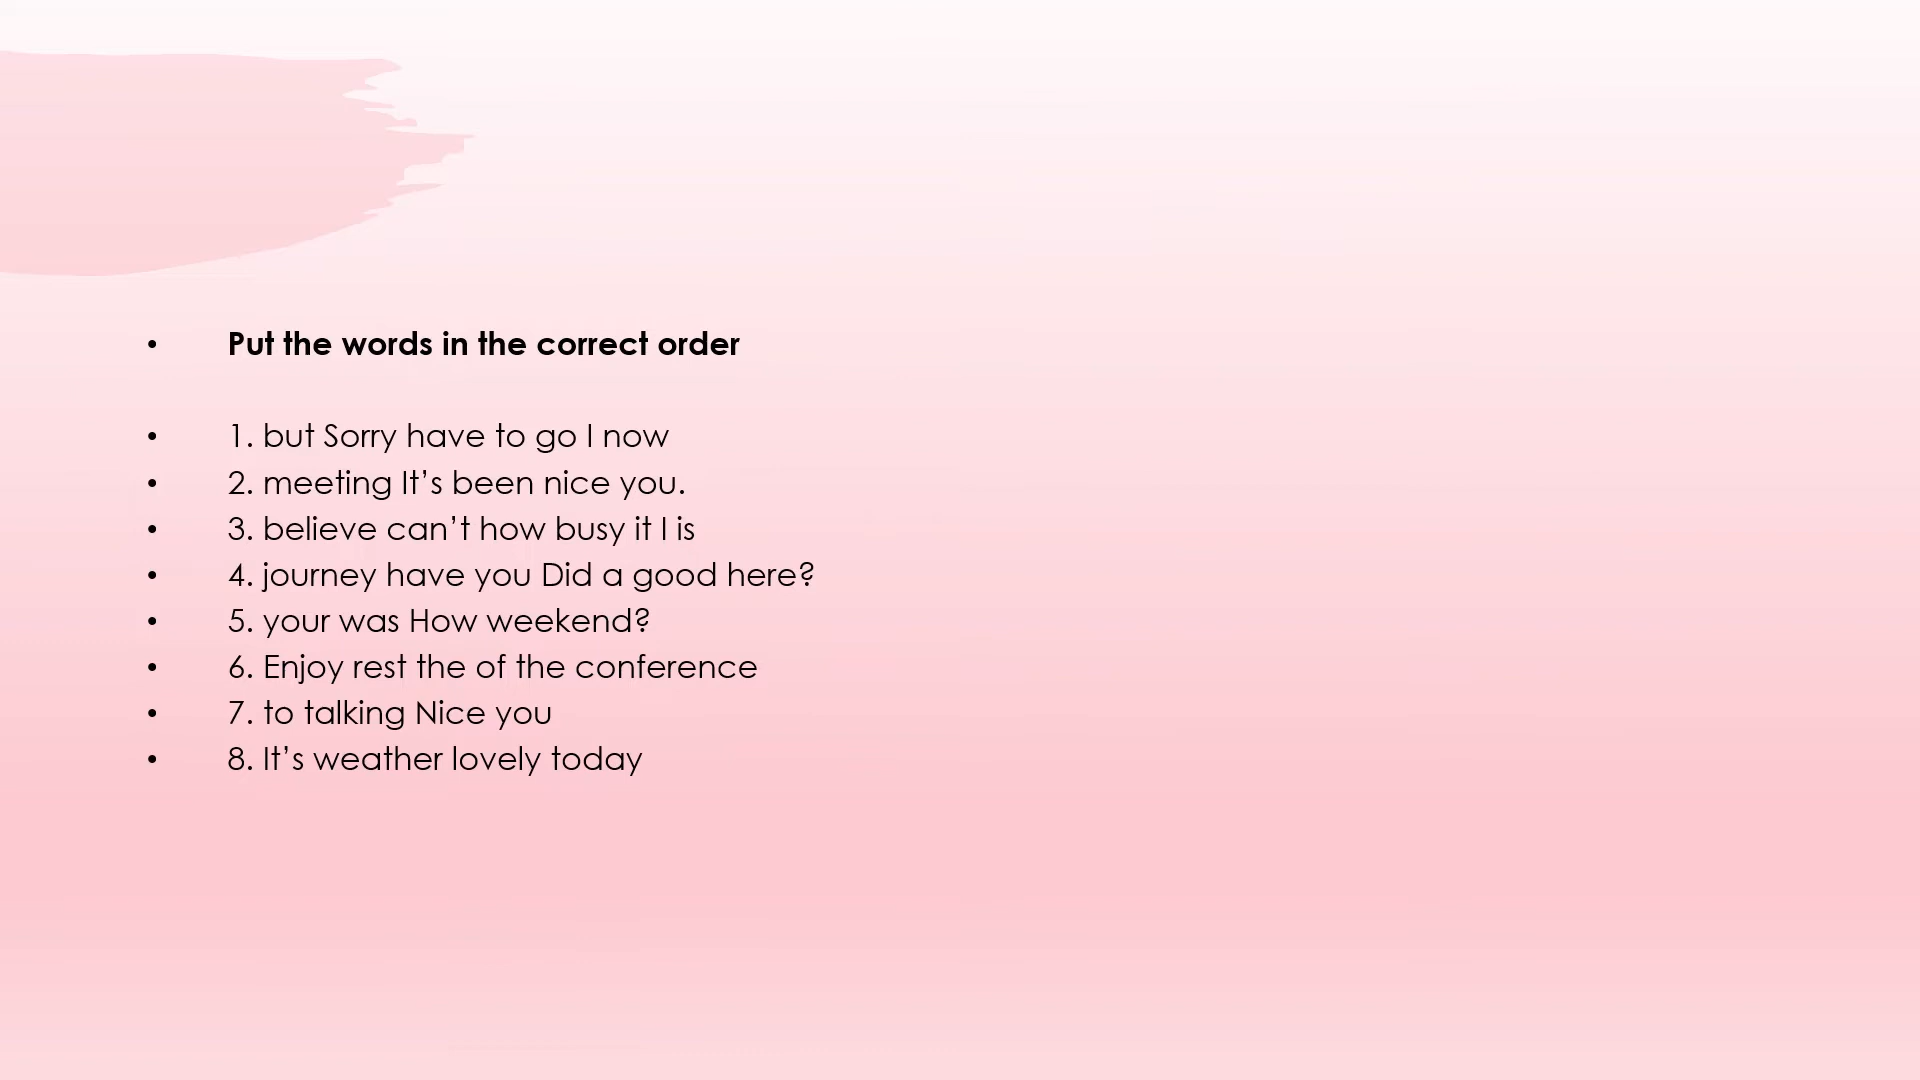 • Put the words in the correct order
• 1. but Sorry have to go I now
• 2. meeting It’s been nice you.
• 3. believe can’t how busy it I is
• 4. journey have you Did a good here?
• 5. your was How weekend?
• 6. Enjoy rest the of the conference
• 7. to talking Nice you
• 8. It’s weather lovely today